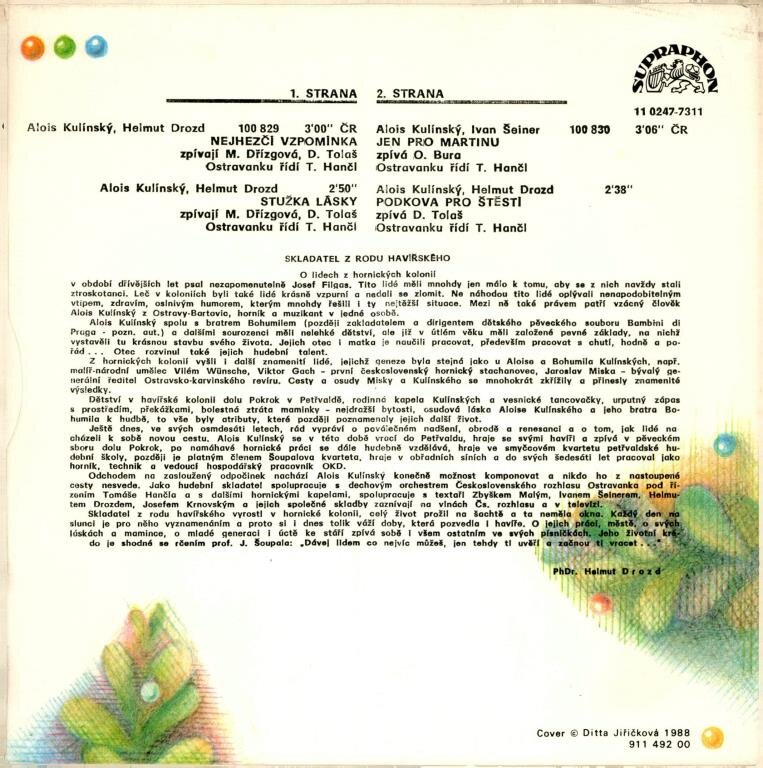 SUPRAPHON
11 0247-7311
1. STRANA
Alois Kulínský, Helmut Drozd 100 829 3'00" ČR
NEJHEZČÍ VZPOMÍNKA
zpívají M. Dřízgová, D. Tolaš
Ostravanku řídí T. Hančl
Alois Kulínský, Helmut Drozd 2'50"
STUŽKA LÁSKY
zpívají M. Dřízgová, D. Tolaš
Ostravanku řídí T. Hančl
2. STRANA
Alois Kulínský, Ivan Šeiner 100 830 3'06" ČR
JEN PRO MARTINU
zpívá O. Bura
Ostravanku řídí T. Hančl
Alois Kulínský, Helmut Drozd 2'38"
PODKOVA PRO ŠTĚSTÍ
zpívá D. Tolaš
Ostravanku řídí T. Hančl
SKLADATEL Z RODU HAVÍŘSKÉHO
O lidech z hornických kolonií
v období dřívějších let psal nezapomenutelně Josef Filgas. Tito lidé měli mnohdy jen málo k tomu, aby se z nich navždy stali
ztroskotanci. Leč v koloniích byli také lidé krásně vzpurní a nedali se zlomit. Ne náhodou tito lidé oplývali nenapodobitelným
vtipem, zdravím, oslnivým humorem, kterým mnohdy řešili i ty nejtěžší situace. Mezi ně také právem patří vzácný člověk
Alois Kulínský z Ostravy-Bartovic, horník a muzikant v jedné osobě.
Alois Kulínský spolu s bratrem Bohumilem (později zakladatelem a dirigentem dětského pěveckého souboru Bambini di
Praga - pozn. aut.) a dalšími sourozenci měli nelehké dětství, ale již v útlém věku měli založené pevné základy, na nichž
vystavěli tu krásnou stavbu svého života. Jejich otec i matka je naučili pracovat, především pracovat s chutí, hodně a po-
řád . . . Otec rozvinul také jejich hudební talent.
Z hornických kolonií vyšli i další znamenití lidé, jejichž geneze byla stejná jako u Aloise a Bohumila Kulínských, např.
malíř-národní umělec Vilém Wünsche, Viktor Gach - první československý hornický stachanovec, Jaroslav Miska - bývalý ge-
nerální ředitel Ostravsko-karvinského revíru. Cesty a osudy Misky a Kulínského se mnohokrát zkřížily a přinesly znamenité
výsledky.
Dětství v havířské kolonii dolu Pokrok v Petřvaldě, rodinná kapela Kulínských a vesnické tancovačky, urputný zápas
s prostředím, překážkami, bolestná ztráta maminky - nejdražší bytosti, osudová láska Aloise Kulínského a jeho bratra Bo-
humila k hudbě, to vše byly atributy, které později poznamenaly jejich další život.
Ještě dnes, ve svých osmdesáti letech, rád vypráví o poválečném nadšení, obrodě a renesanci a o tom, jak lidé na-
cházeli k sobě novou cestu. Alois Kulínský se v této době vrací do Petřvaldu, hraje se svými havíři a zpívá v pěveckém
sboru dolu Pokrok, po namáhavé hornické práci se dále hudebně vzdělává, hraje ve smyčcovém kvartetu petřvaldské hu-
dební školy, později je platným členem Šoupalova kvarteta, hraje v obřadních síních a do svých šedesáti let pracoval jako
horník, technik a vedoucí hospodářský pracovník OKD.
Odchodem na zasloužený odpočinek nachází Alois Kulínský konečně možnost komponovat a nikdo ho z nastoupené
cesty nesvede. Jako hudební skladatel spolupracuje s dechovým orchestrem Československého rozhlasu Ostravanka pod ří-
zením Tomáše Hančla a s dalšími hornickými kapelami, spolupracuje s textaři Zbyškem Malým, Ivanem Šeinerem, Helmu-
tem Drozdem, Josefem Krnovským a jejich společné skladby zaznívají na vlnách Čs. rozhlasu a v televizi.
Skladatel z rodu havířského vyrostl v hornické kolonii, celý život prožil na šachtě a ta neměla okna. Každý den na
slunci je pro něho vyznamenáním a proto si i dnes tolik váží doby, která pozvedla i havíře. O jejich práci, městě, o svých
láskách a mamince, o mladé generaci i úctě ke stáří zpívá sobě i všem ostatním ve svých písničkách. Jeho životní kré-
do je shodné se rčením prof. J. Šoupala: „Dávej lidem co nejvíc můžeš, jen tehdy ti uvěří a začnou ti vracet . . ."
PhDr. Helmut Drozd
Cover © Ditta Jiřičková 1988
911 492 00